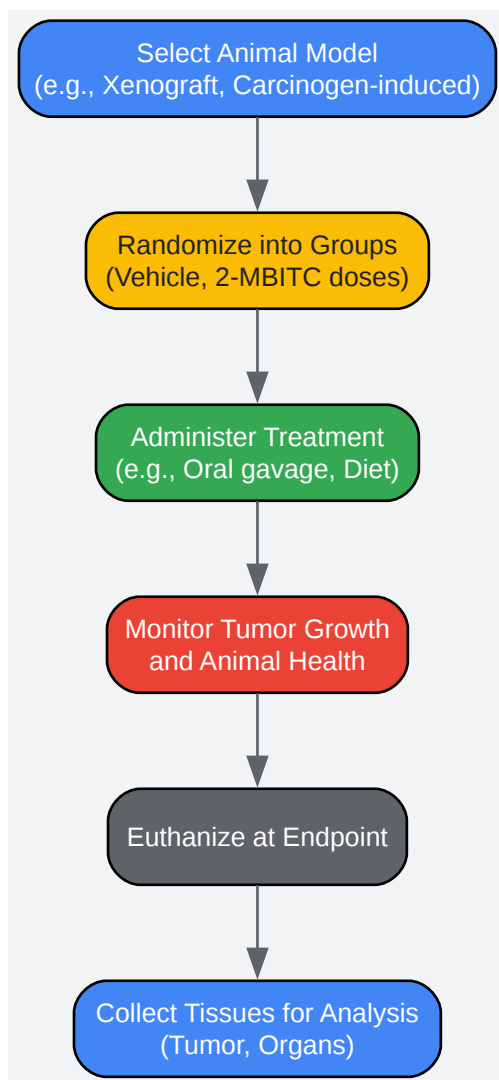 Select Animal Model
(e.g., Xenograft, Carcinogen-induced)
Randomize into Groups
(Vehicle, 2-MBITC doses)
Administer Treatment
(e.g., Oral gavage, Diet)
Monitor Tumor Growth
and Animal Health
Euthanize at Endpoint
Collect Tissues for Analysis
(Tumor, Organs)